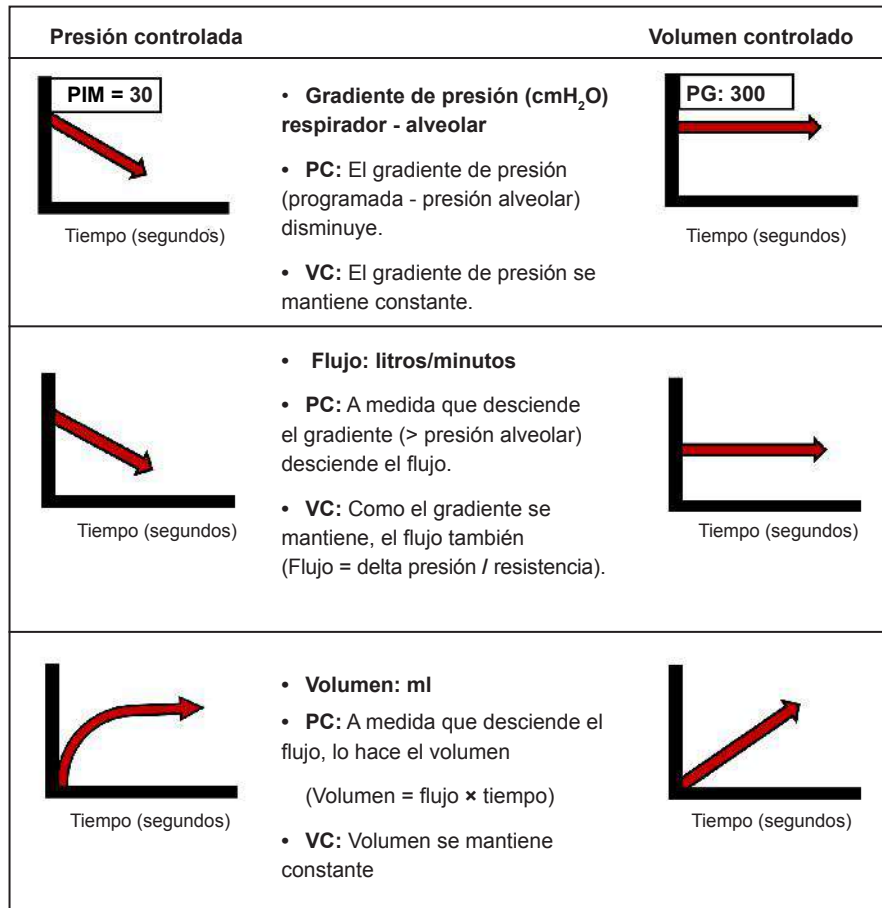 Presión controlada
Volumen controlado
PIM = 30
Tiempo (segundos)
• Gradiente de presión (cmH₂O)
respirador - alveolar
• PC: El gradiente de presión
(programada - presión alveolar)
disminuye.
• VC: El gradiente de presión se
mantiene constante.
PG: 300
Tiempo (segundos)
Tiempo (segundos)
• Flujo: litros/minutos
• PC: A medida que desciende
el gradiente (> presión alveolar)
desciende el flujo.
• VC: Como el gradiente se
mantiene, el flujo también
(Flujo = delta presión / resistencia).
Tiempo (segundos)
Tiempo (segundos)
• Volumen: ml
• PC: A medida que desciende el
flujo, lo hace el volumen
(Volumen = flujo × tiempo)
• VC: Volumen se mantiene
constante
Tiempo (segundos)